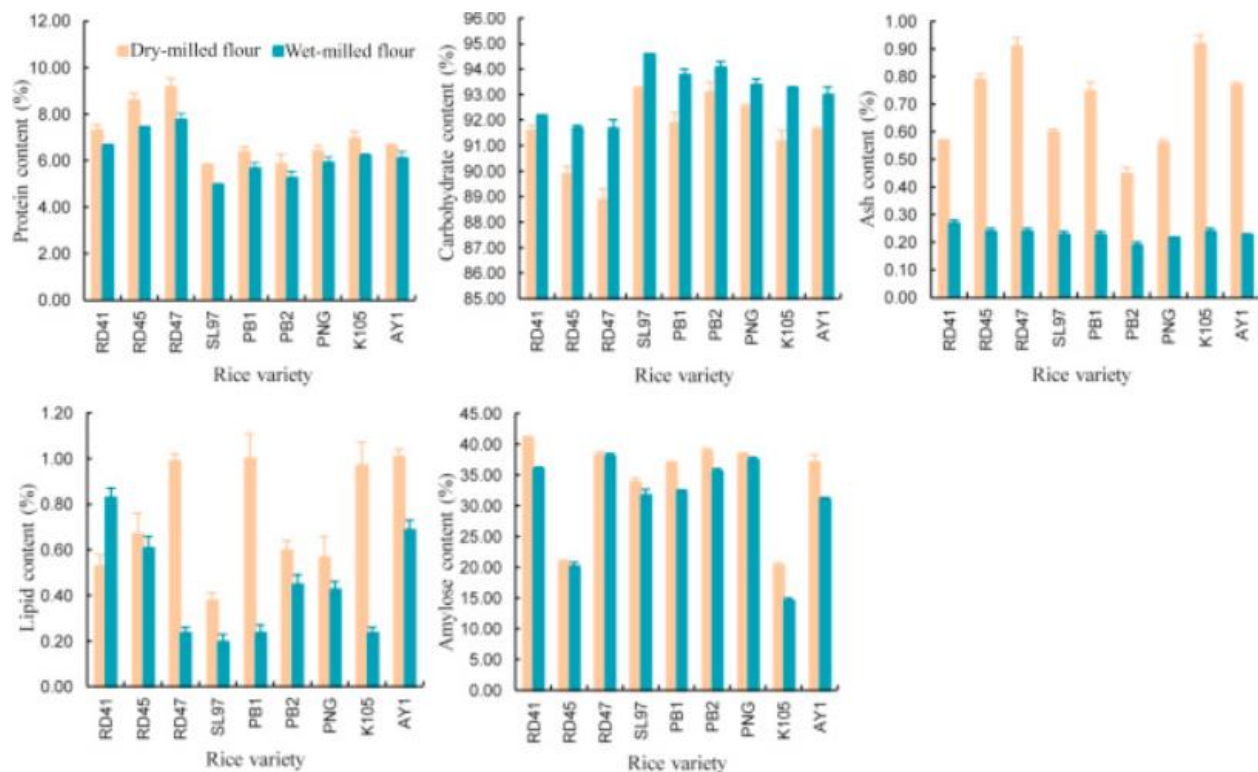 Protein content (%)
12.00
10.00
8.00
6.00
4.00
2.00
0.00
Dry-milled flour
Wet-milled flour
RD41
RD45
RD47
SL97
PB1
PB2
PNG
K105
AY1
Rice variety
Carbohydrate content (%)
96.00
95.00
94.00
93.00
92.00
91.00
90.00
89.00
88.00
87.00
86.00
85.00
RD41
RD45
RD47
SL97
PB1
PB2
PNG
K105
AY1
Rice variety
Ash content (%)
1.00
0.90
0.80
0.70
0.60
0.50
0.40
0.30
0.20
0.10
0.00
RD41
RD45
RD47
SL97
PB1
PB2
PNG
K105
AY1
Rice variety
Lipid content (%)
1.20
1.00
0.80
0.60
0.40
0.20
0.00
RD41
RD45
RD47
SL97
PB1
PB2
PNG
K105
AY1
Rice variety
Amylose content (%)
45.00
40.00
35.00
30.00
25.00
20.00
15.00
10.00
5.00
00.00
RD41
RD45
RD47
SL97
PB1
PB2
PNG
K105
AY1
Rice variety